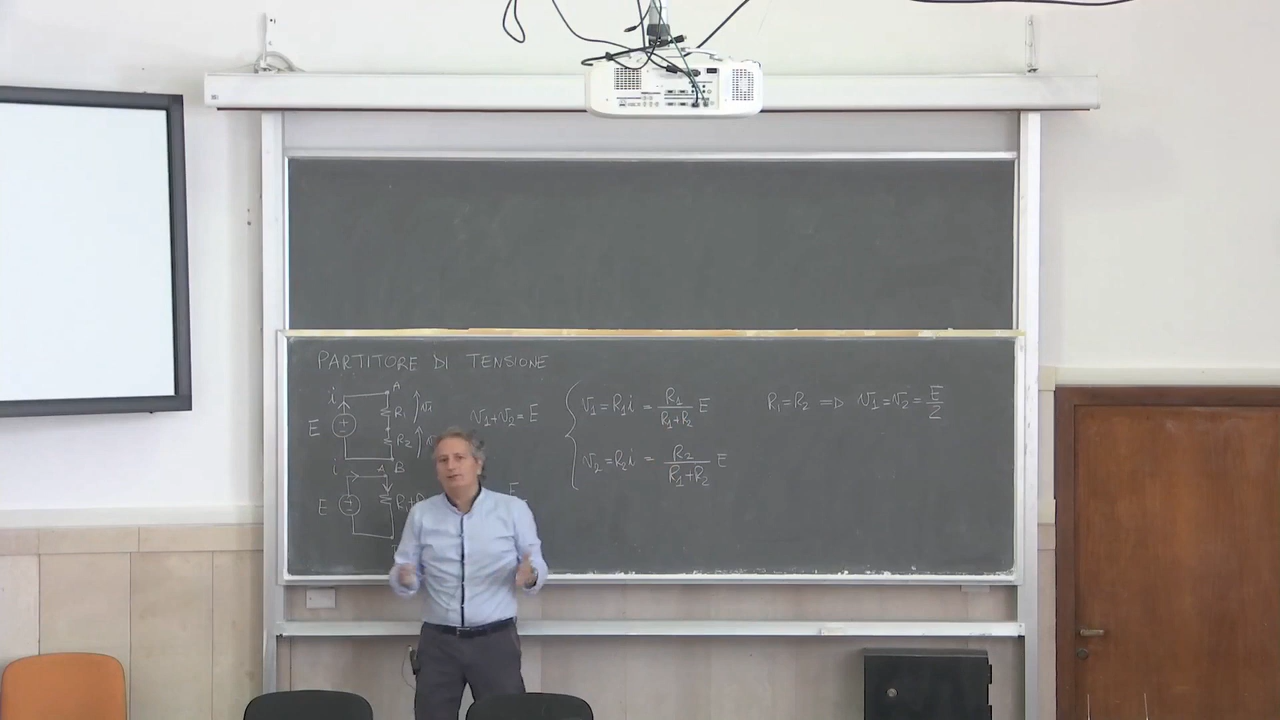 PARTITORE DI TENSIONE
i A
E ± R1 v1
R2
B
v1+v2=E
i A
E ± R1+
E
v1=R1i = R1/(R1+R2) E
v2=R2i = R2/(R1+R2) E
R1=R2 ⇒ v1=v2= E/2